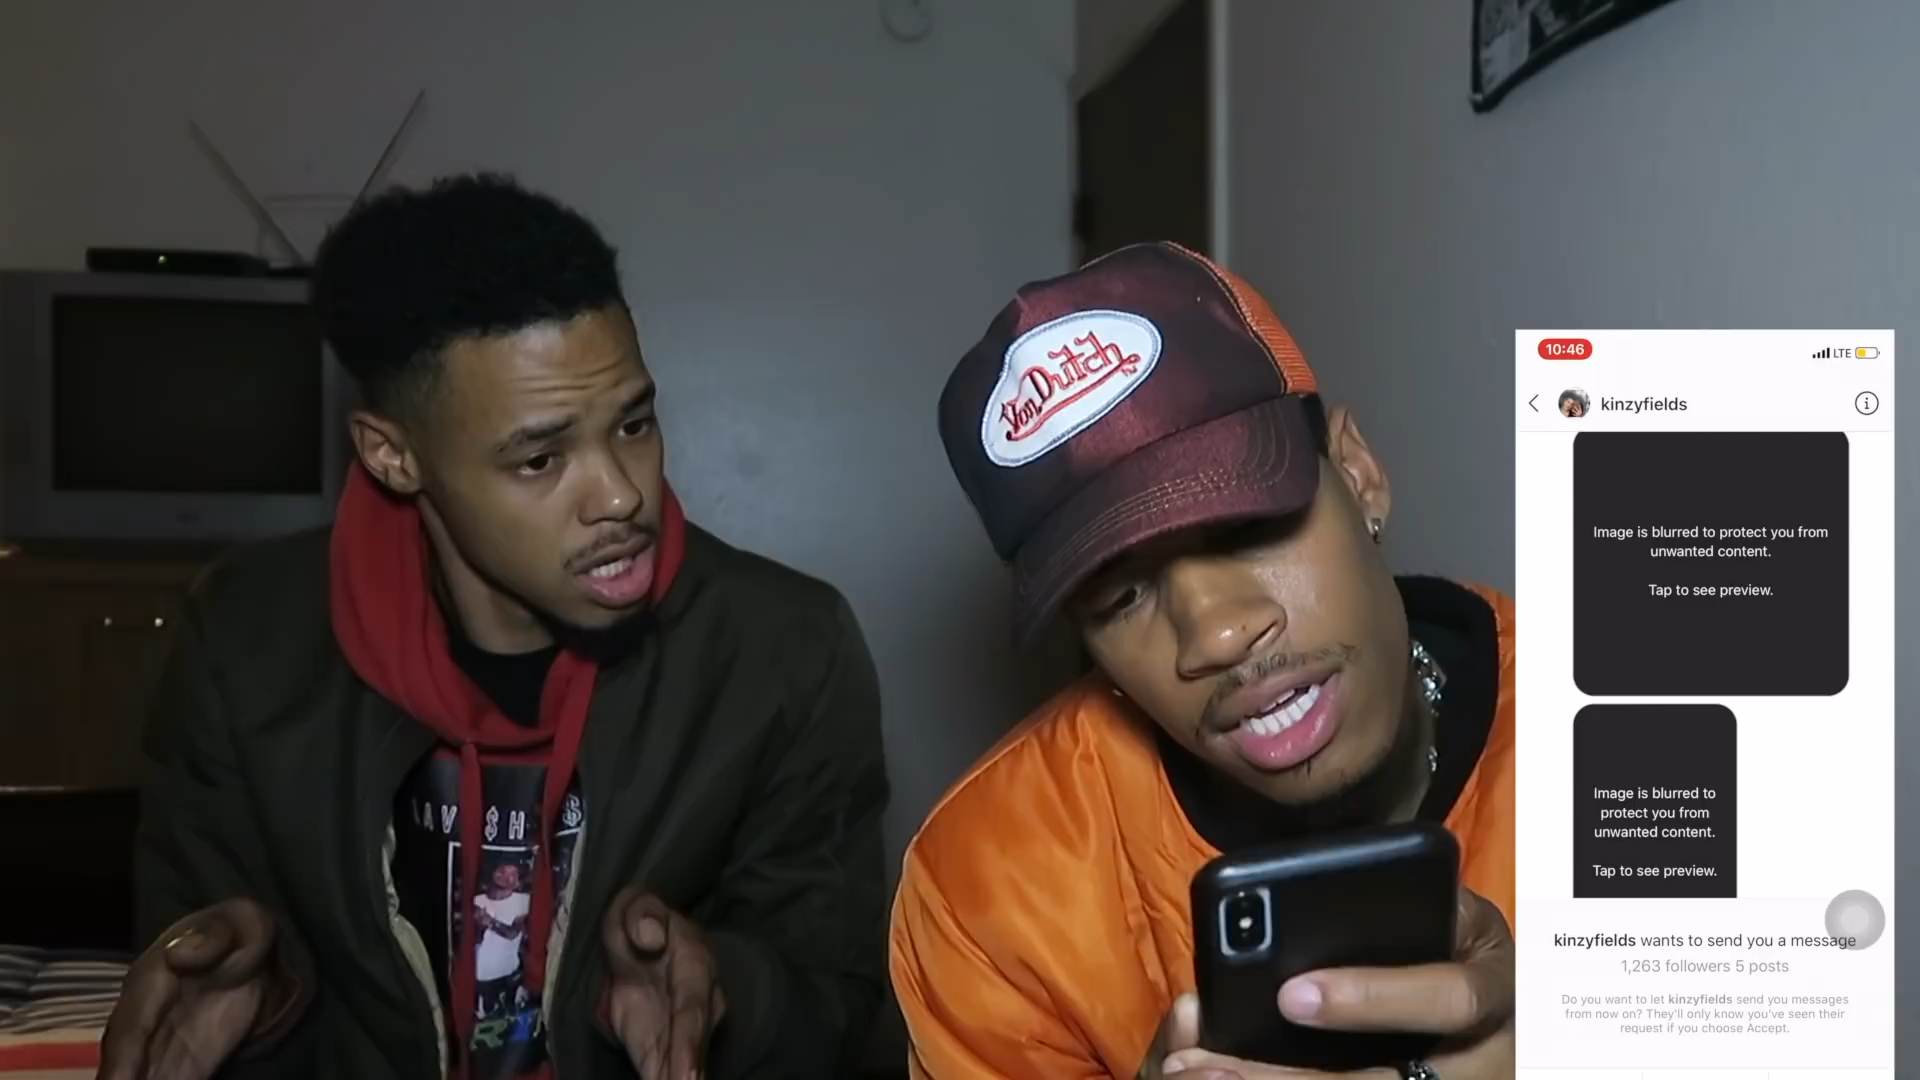 Von Dutch
LAV $H
$
10:46
LTE
kinzyfields
Image is blurred to protect you from
unwanted content.
Tap to see preview.
Image is blurred to
protect you from
unwanted content.
Tap to see preview.
kinzyfields wants to send you a message
1,263 followers 5 posts
Do you want to let kinzyfields send you messages
from now on? They'll only know you've seen their
request if you choose Accept.